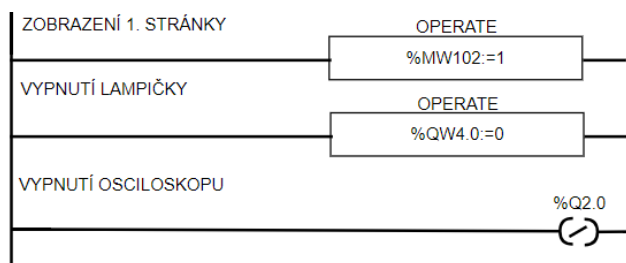 ZOBRAZENÍ 1. STRÁNKY
OPERATE
%MW102:=1
VYPNUTÍ LAMPIČKY
OPERATE
%QW4.0:=0
VYPNUTÍ OSCILOSKOPU
%Q2.0